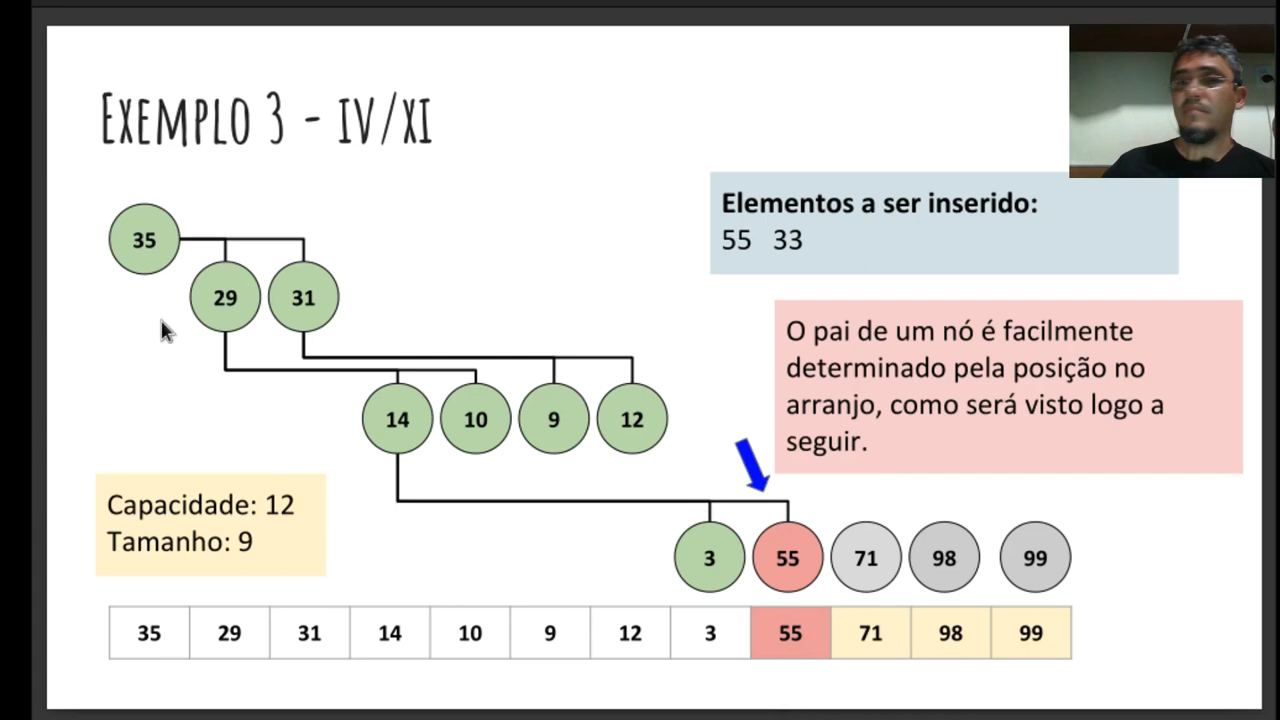 EXEMPLO 3 - IV/XI
Elementos a ser inserido:
55 33
35
29 31
O pai de um nó é facilmente
determinado pela posição no
arranjo, como será visto logo a
seguir.
14 10 9 12
Capacidade: 12
Tamanho: 9
3 55 71 98 99
35 29 31 14 10 9 12 3 55 71 98 99